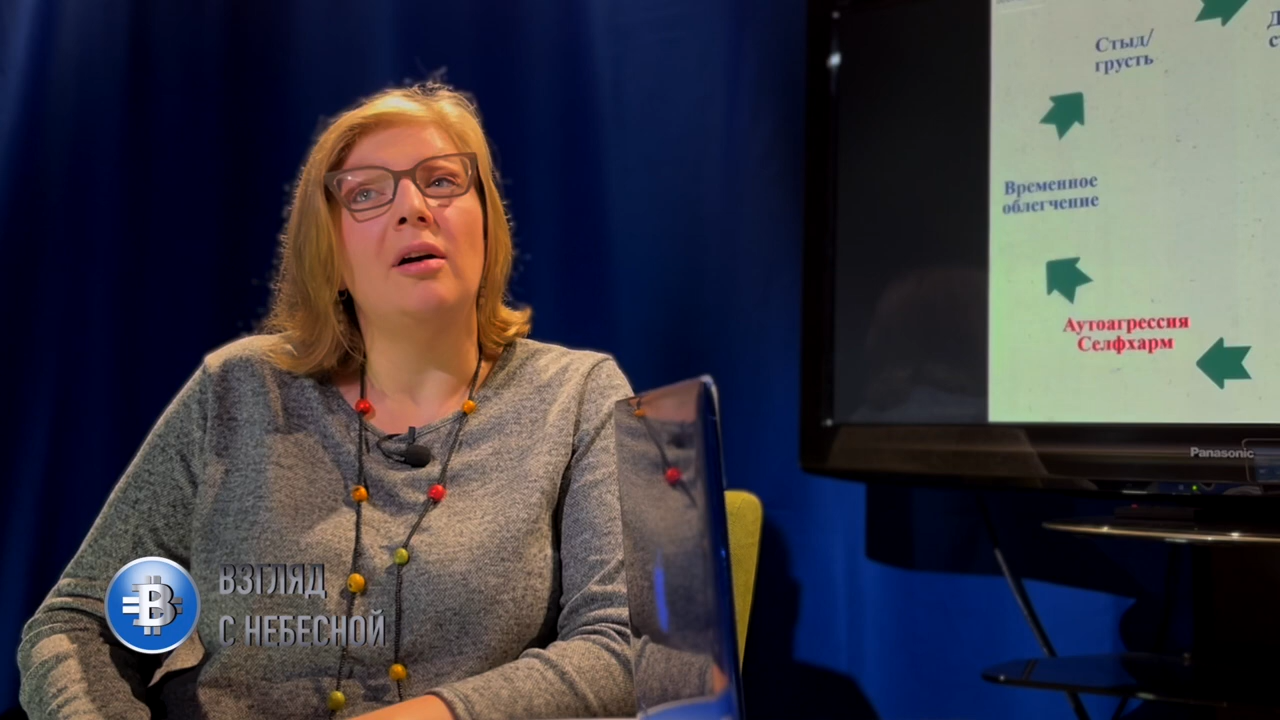 Стыд/
грусть
Временное
облегчение
Аутоагрессия
Селфхарм
Panasonic
ВЗГЛЯД
С НЕБЕСНОЙ